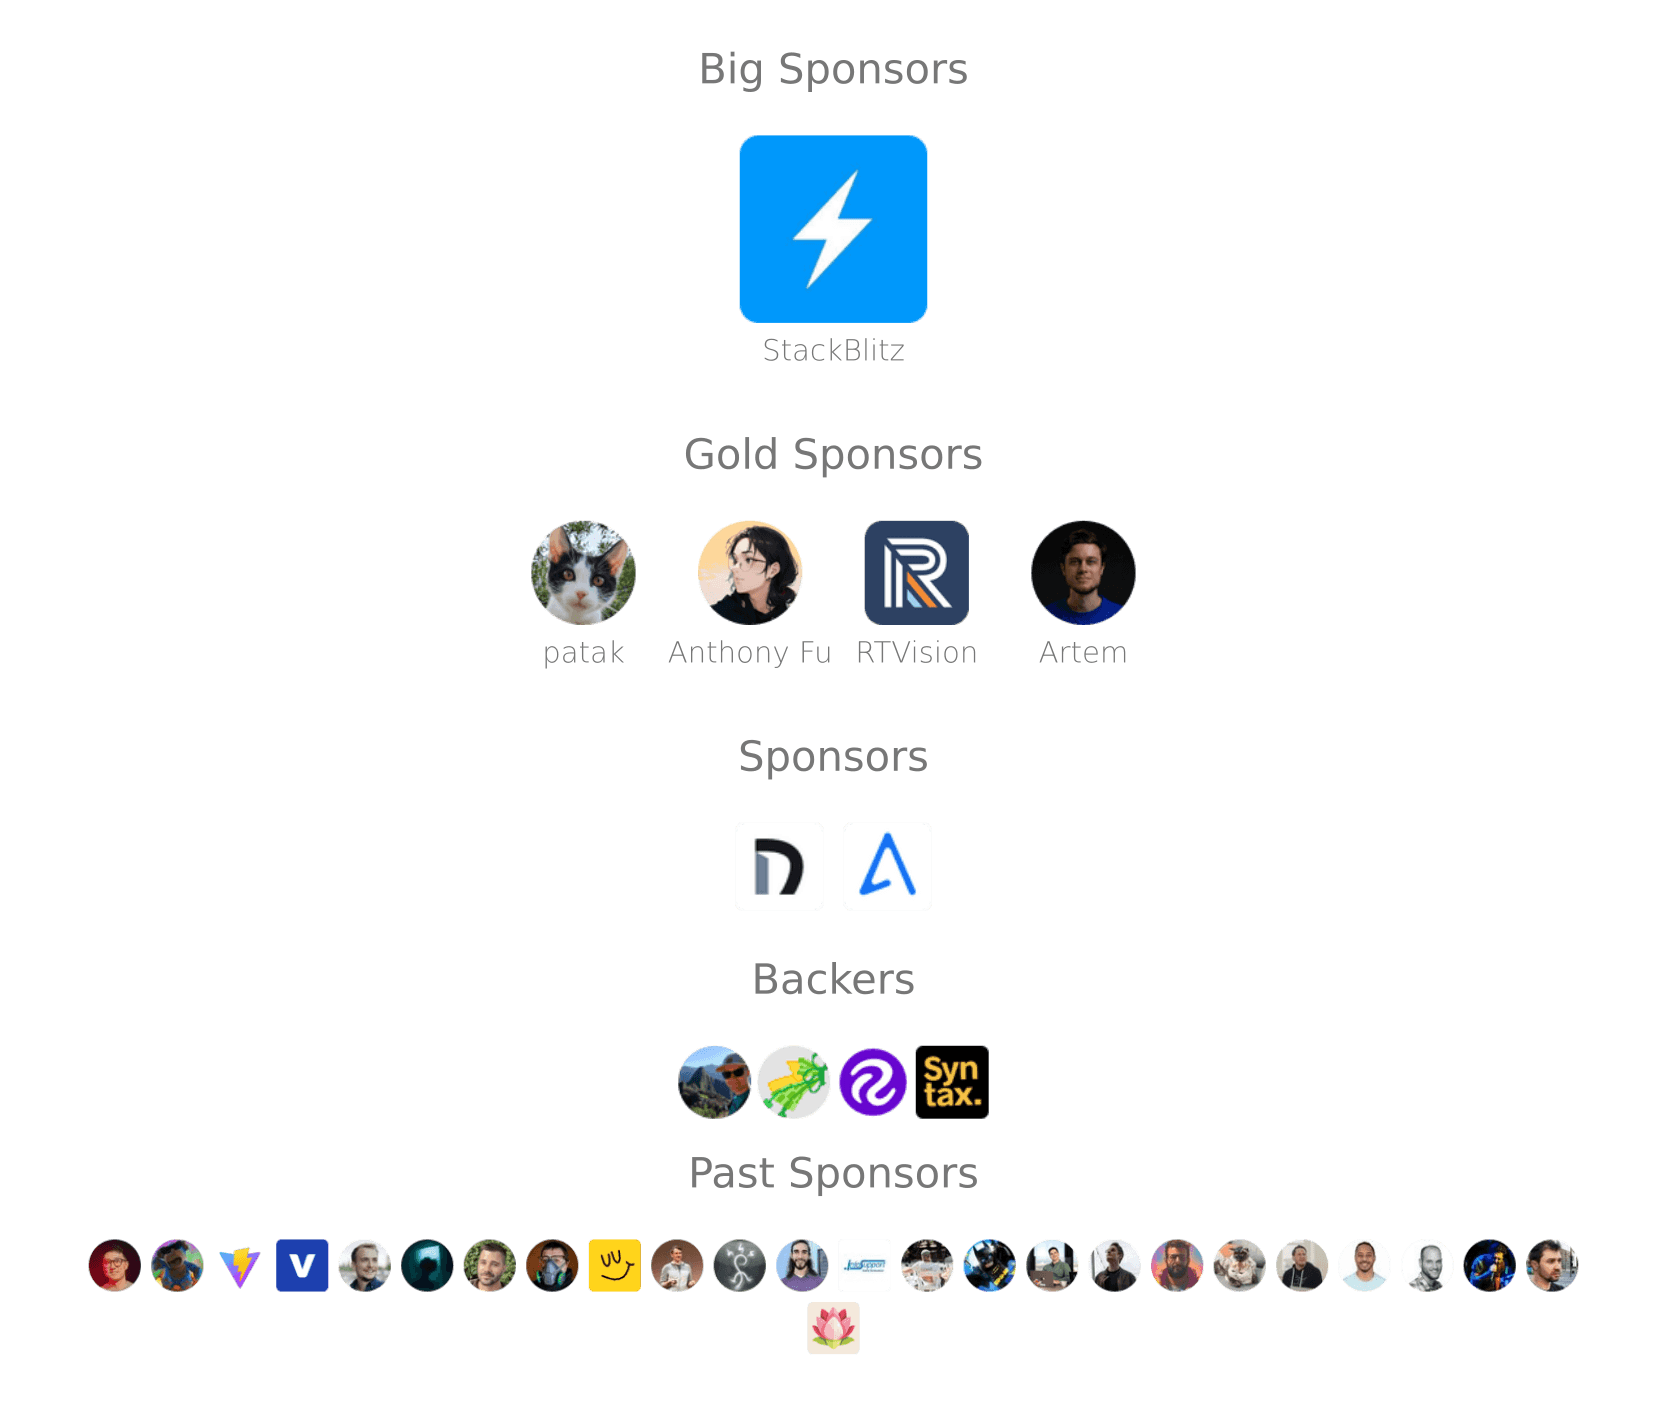 Big Sponsors
StackBlitz
Gold Sponsors
patak
Anthony Fu
RTVision
Artem
Sponsors
Backers
Syn
tax.
Past Sponsors
V